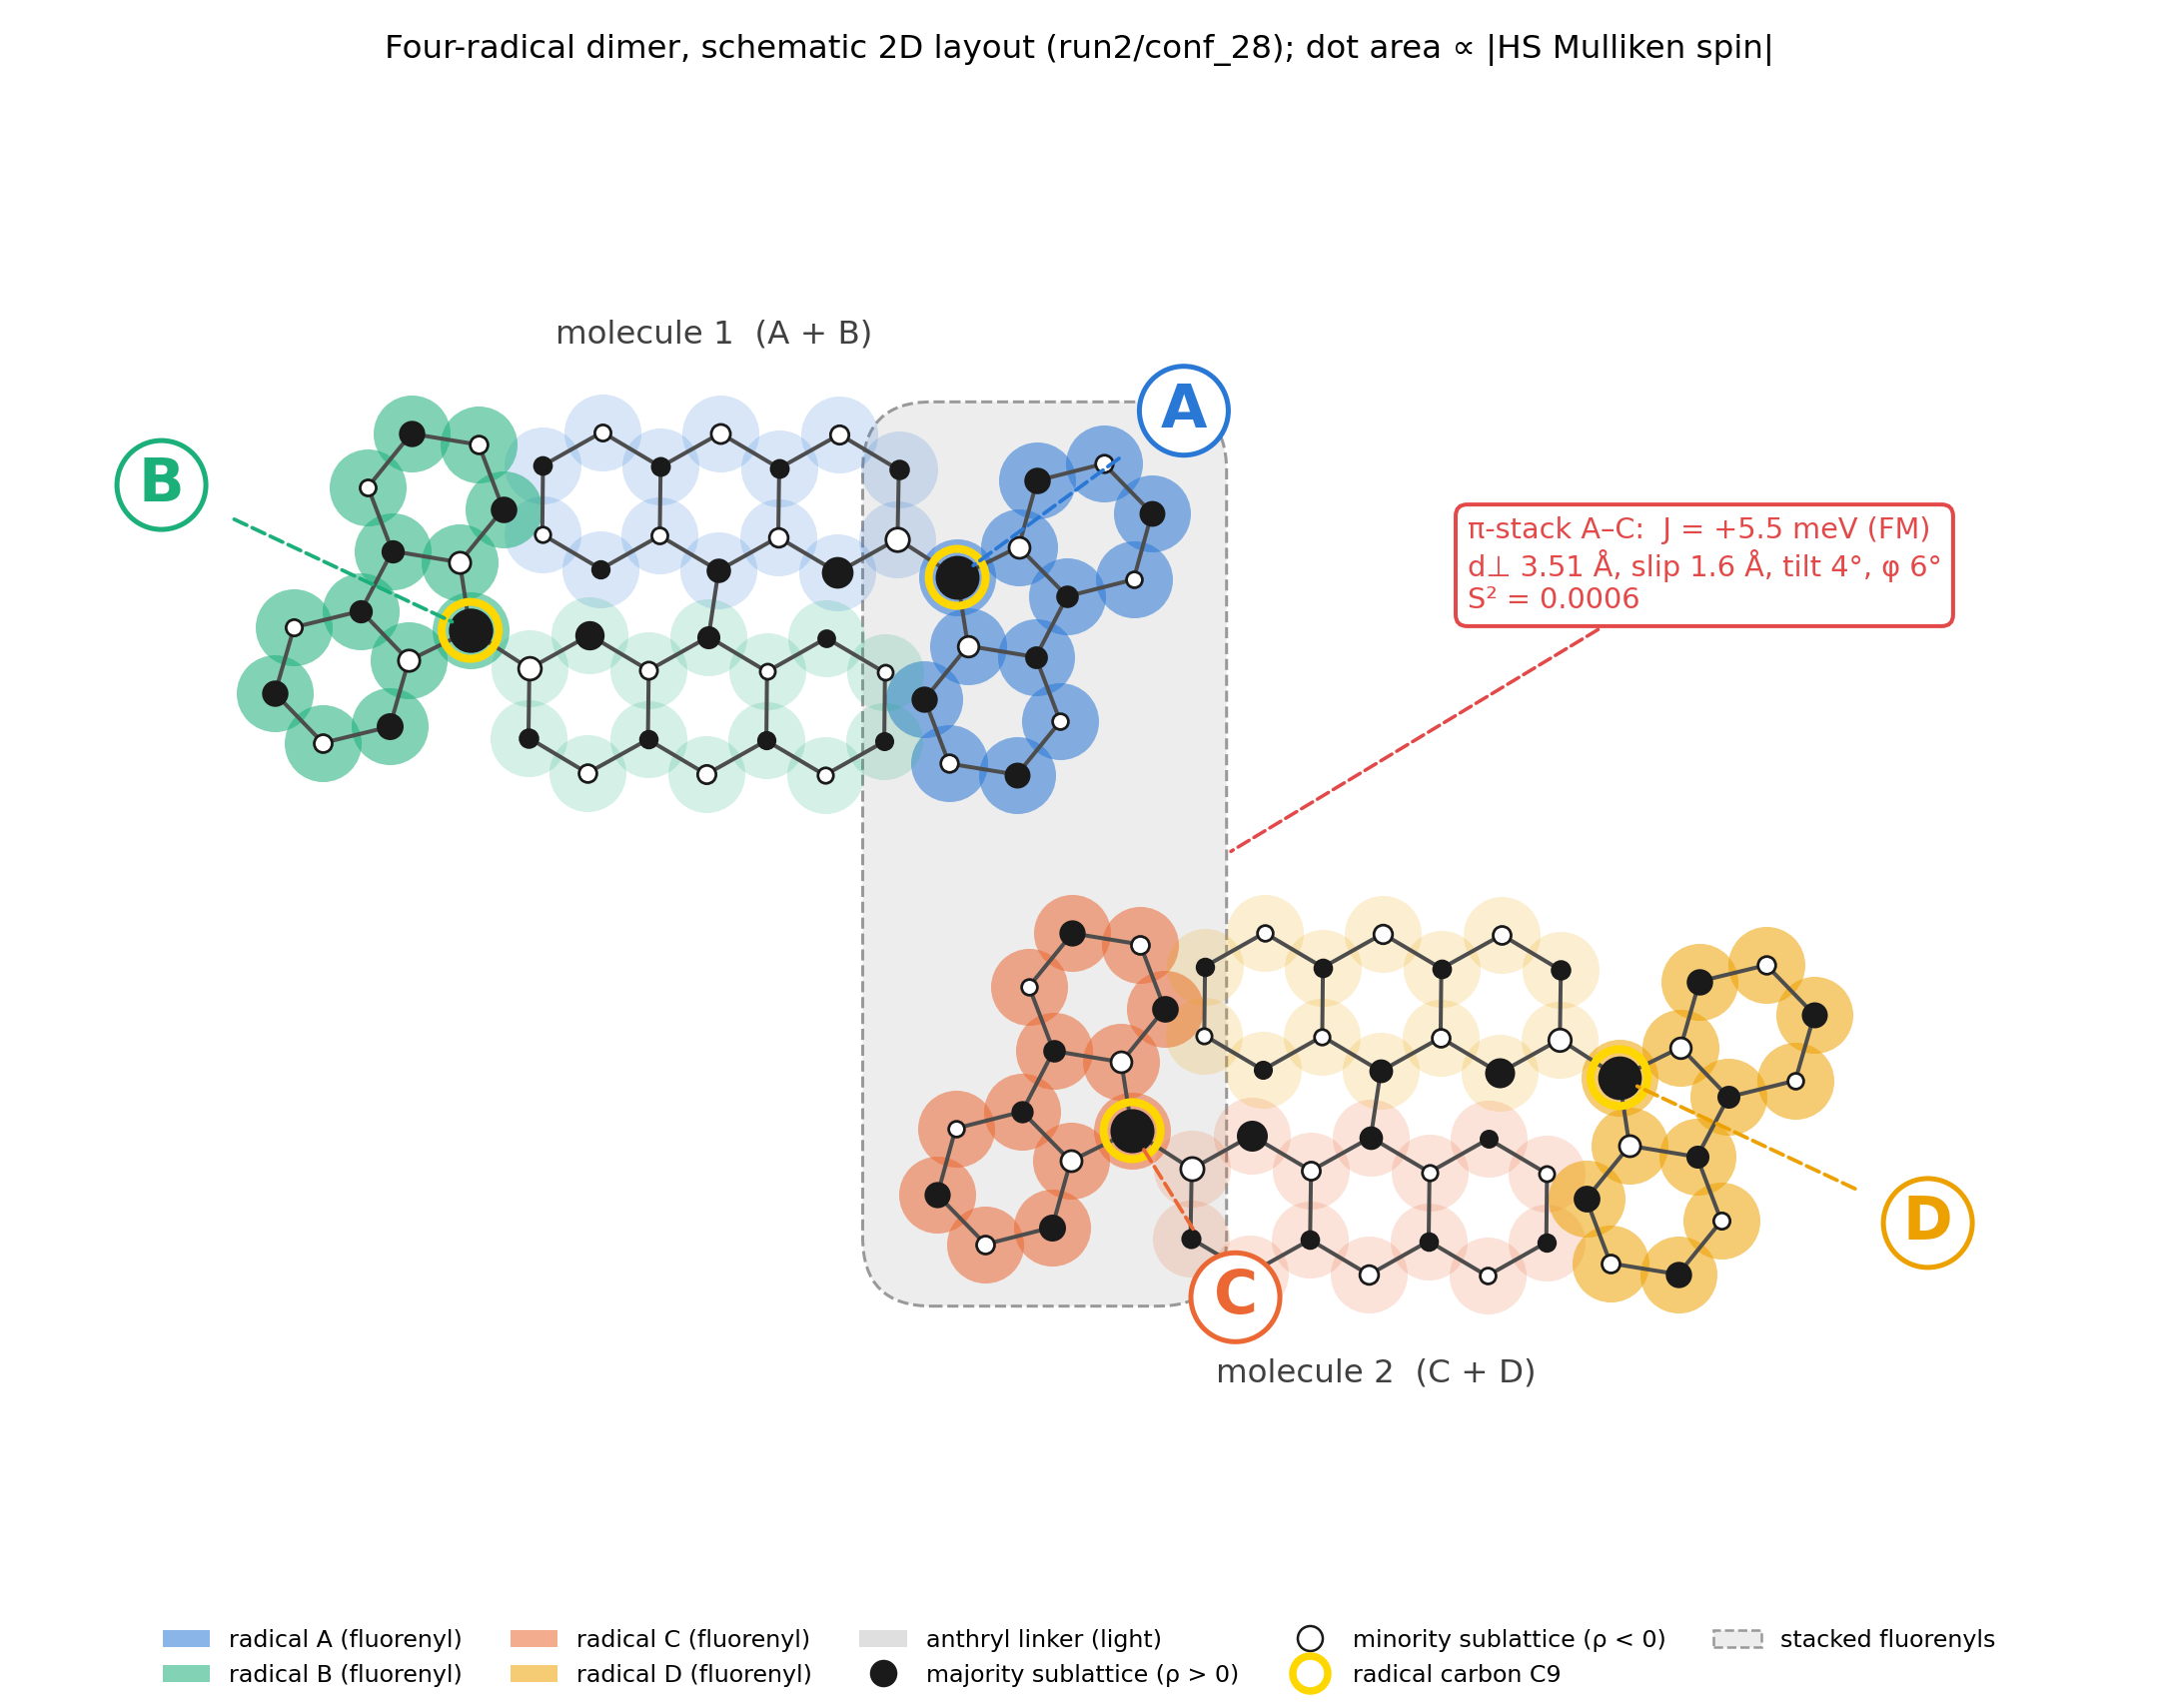 Four-radical dimer, schematic 2D layout (run2/conf_28); dot area ∝ |HS Mulliken spin|
molecule 1  (A + B)
A
B
π-stack A–C:  J = +5.5 meV (FM)
d⊥ 3.51 Å, slip 1.6 Å, tilt 4°, φ 6°
S² = 0.0006
D
C
molecule 2  (C + D)
radical A (fluorenyl)
radical B (fluorenyl)
radical C (fluorenyl)
radical D (fluorenyl)
anthryl linker (light)
majority sublattice (ρ > 0)
minority sublattice (ρ < 0)
radical carbon C9
stacked fluorenyls